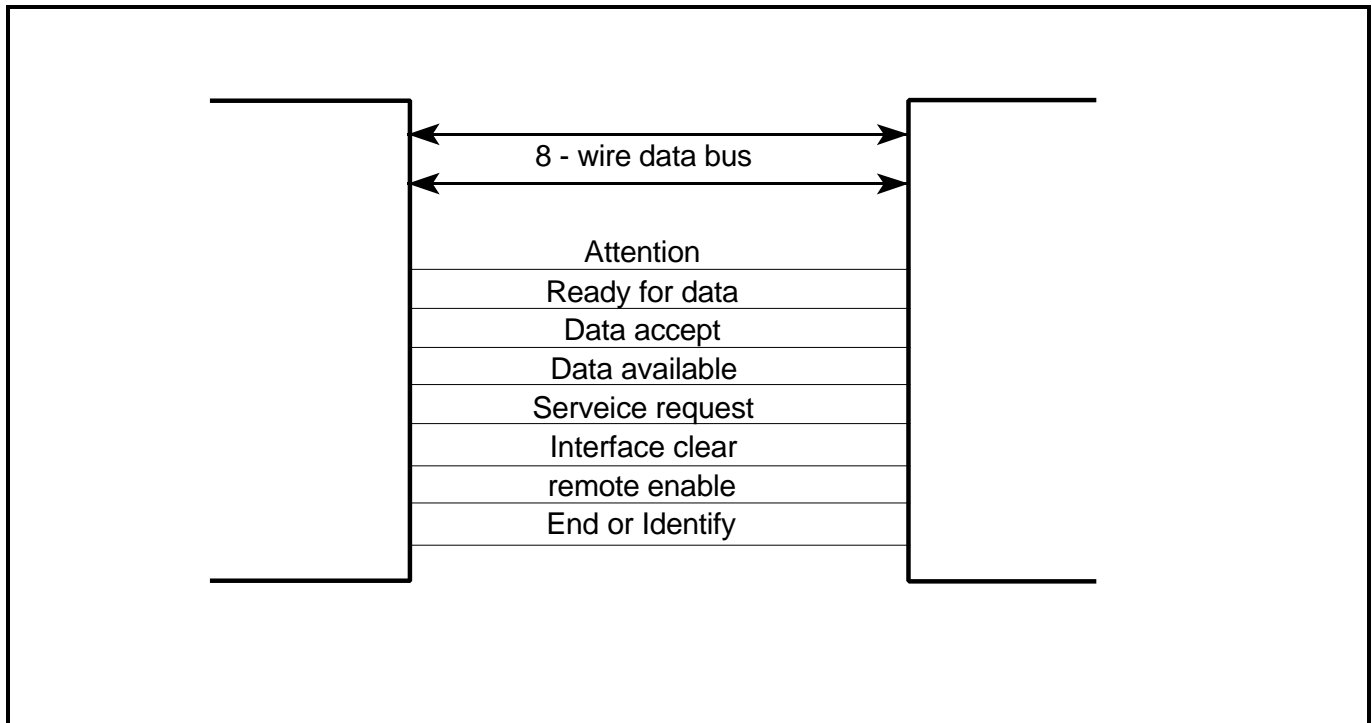 8 - wire data bus
Attention
Ready for data
Data accept
Data available
Serveice request
Interface clear
remote enable
End or Identify